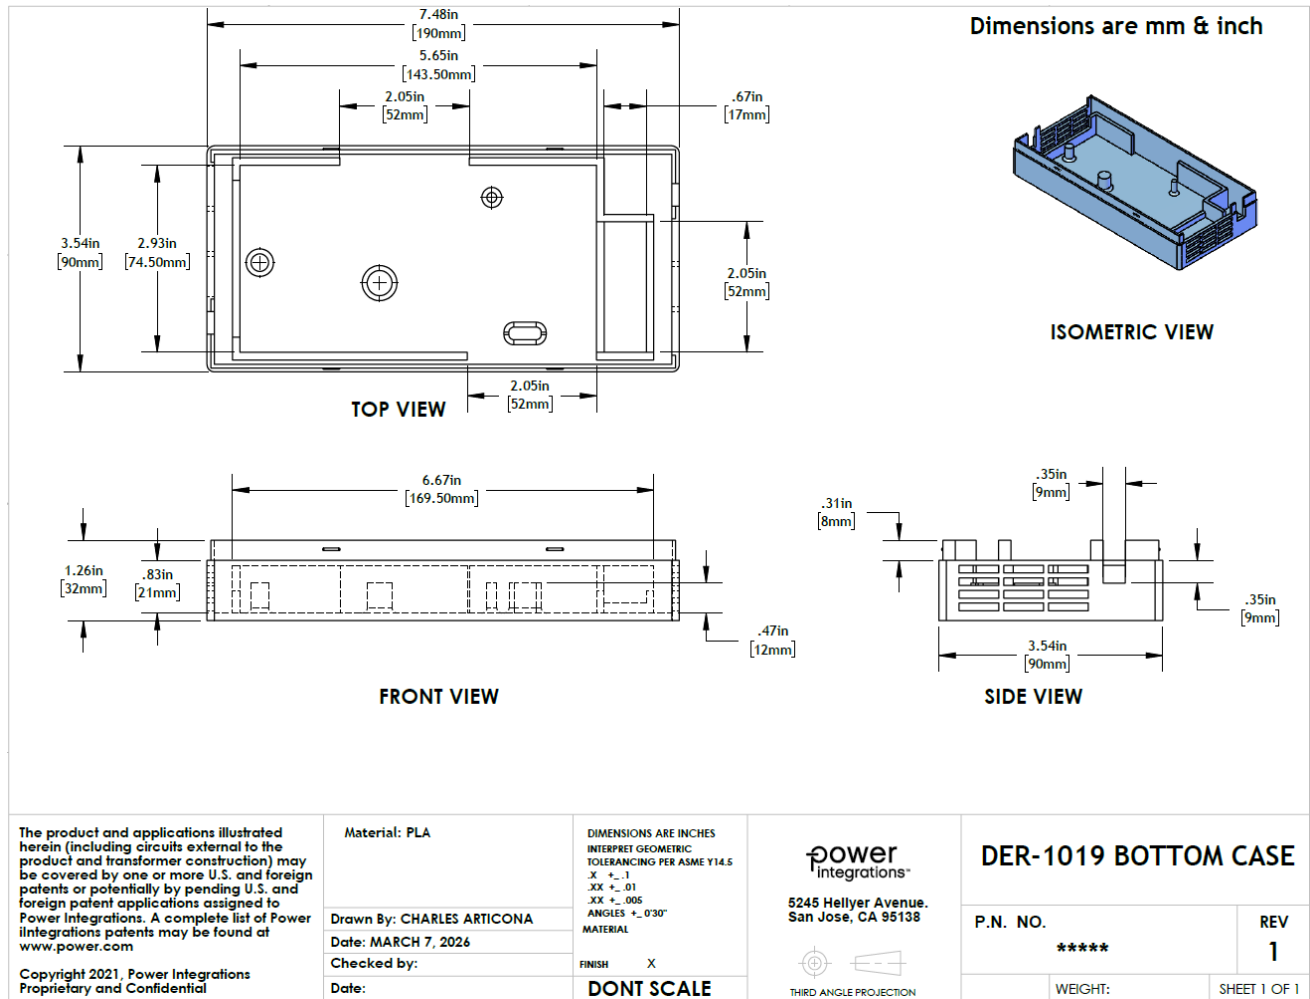 Dimensions are mm & inch
7.48in
[190mm]
5.65in
[143.50mm]
2.05in
[52mm]
.67in
[17mm]
3.54in
[90mm]
2.93in
[74.50mm]
2.05in
[52mm]
2.05in
[52mm]
TOP VIEW
ISOMETRIC VIEW
6.67in
[169.50mm]
1.26in
[32mm]
.83in
[21mm]
.47in
[12mm]
FRONT VIEW
.35in
[9mm]
.31in
[8mm]
.35in
[9mm]
3.54in
[90mm]
SIDE VIEW
The product and applications illustrated
herein (including circuits external to the
product and transformer construction) may
be covered by one or more U.S. and foreign
patents or potentially by pending U.S. and
foreign patent applications assigned to
Power Integrations. A complete list of Power
iIntegrations patents may be found at
www.power.com
Copyright 2021, Power Integrations
Proprietary and Confidential
Material: PLA
Drawn By: CHARLES ARTICONA
Date: MARCH 7, 2026
Checked by:
Date:
DIMENSIONS ARE INCHES
INTERPRET GEOMETRIC
TOLERANCING PER ASME Y14.5
.X +_ .1
.XX +_ .01
.XX +_ .005
ANGLES +_ 0'30"
MATERIAL
FINISH X
DONT SCALE
power
integrations™
5245 Hellyer Avenue.
San Jose, CA 95138
THIRD ANGLE PROJECTION
DER-1019 BOTTOM CASE
P.N. NO.
*****
REV
1
WEIGHT:
SHEET 1 OF 1